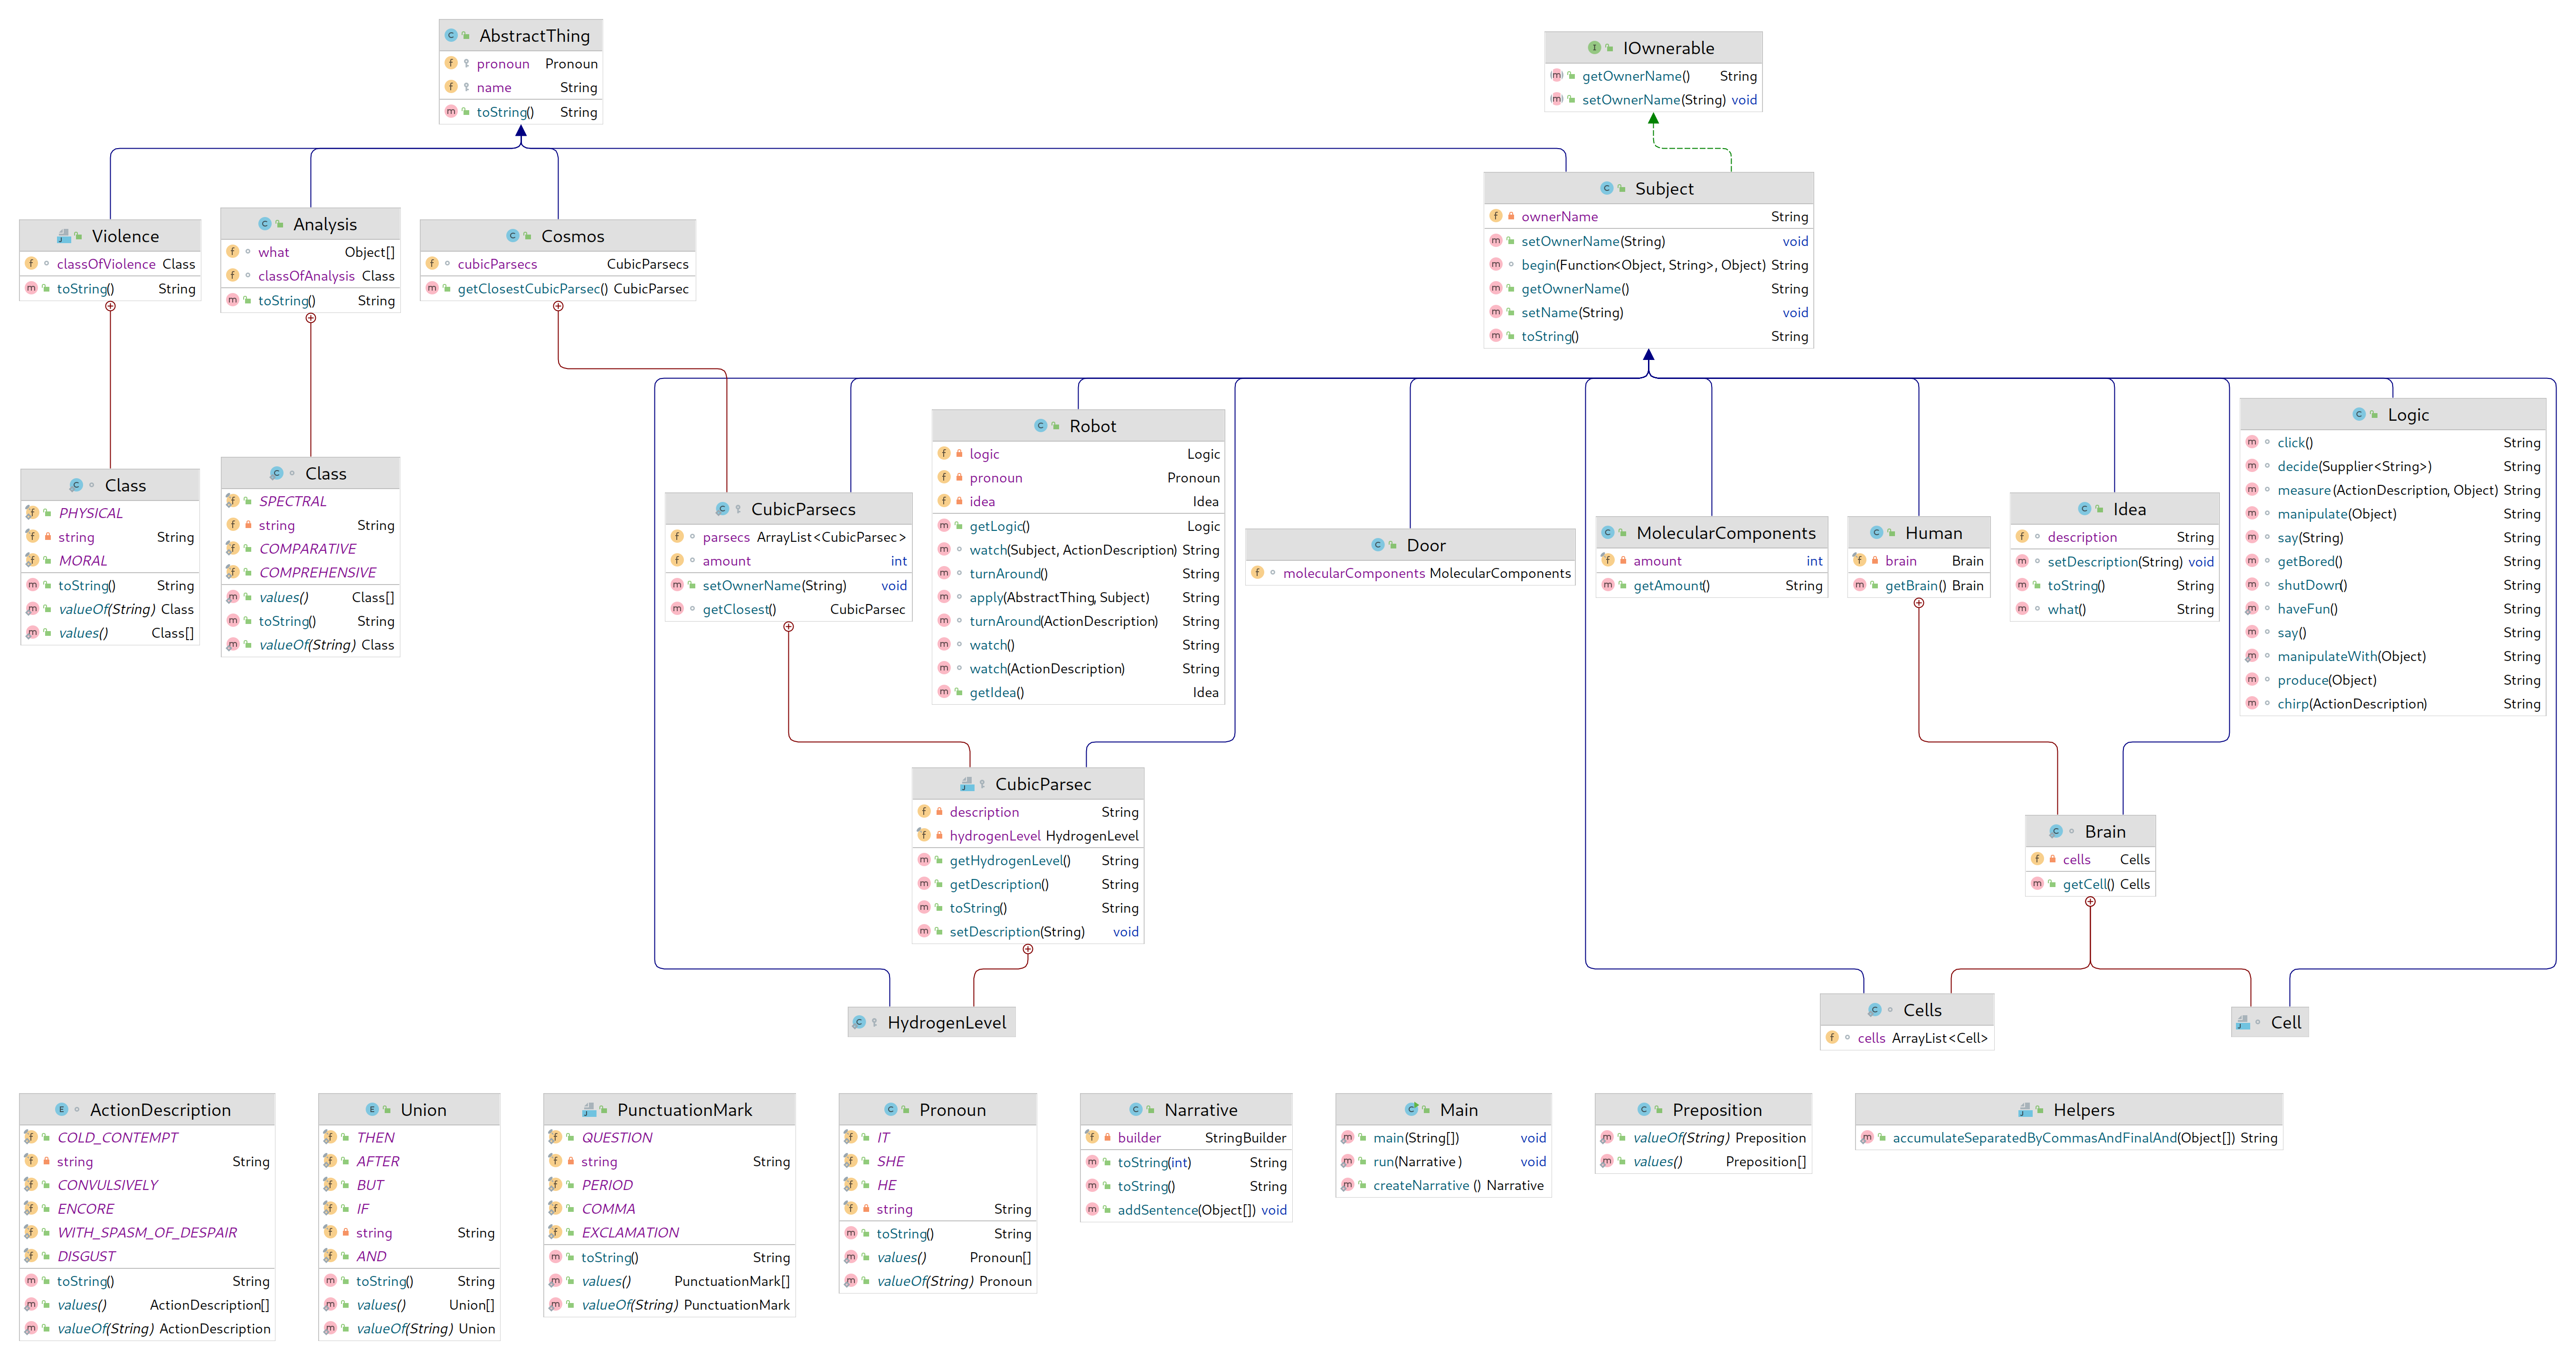 AbstractThing
pronoun Pronoun
name String
toString() String
IOwnerable
getOwnerName() String
setOwnerName(String) void
Subject
ownerName String
setOwnerName(String) void
begin(Function<Object, String>, Object) String
getOwnerName() String
setName(String) void
toString() String
Violence
classOfViolence Class
toString() String
Analysis
what Object[]
classOfAnalysis Class
toString() String
Cosmos
cubicParsecs CubicParsecs
getClosestCubicParsec() CubicParsec
Class
PHYSICAL
string String
MORAL
toString() String
valueOf(String) Class
values() Class[]
Class
SPECTRAL
string String
COMPARATIVE
COMPREHENSIVE
values() Class[]
toString() String
valueOf(String) Class
CubicParsecs
parsecs ArrayList<CubicParsec>
amount int
setOwnerName(String) void
getClosest() CubicParsec
Robot
logic Logic
pronoun Pronoun
idea Idea
getLogic() Logic
watch(Subject, ActionDescription) String
turnAround() String
apply(AbstractThing, Subject) String
turnAround(ActionDescription) String
watch() String
watch(ActionDescription) String
getIdea() Idea
Door
molecularComponents MolecularComponents
MolecularComponents
amount int
getAmount() String
Human
brain Brain
getBrain() Brain
Idea
description String
setDescription(String) void
toString() String
what() String
Logic
click() String
decide(Supplier<String>) String
measure(ActionDescription, Object) String
manipulate(Object) String
say(String) String
getBored() String
shutDown() String
haveFun() String
say() String
manipulateWith(Object) String
produce(Object) String
chirp(ActionDescription) String
CubicParsec
description String
hydrogenLevel HydrogenLevel
getHydrogenLevel() String
getDescription() String
toString() String
setDescription(String) void
Brain
cells Cells
getCell() Cells
HydrogenLevel
Cells
cells ArrayList<Cell>
Cell
ActionDescription
COLD_CONTEMPT
string String
CONVULSIVELY
ENCORE
WITH_SPASM_OF_DESPAIR
DISGUST
toString() String
values() ActionDescription[]
valueOf(String) ActionDescription
Union
THEN
AFTER
BUT
IF
string String
AND
toString() String
values() Union[]
valueOf(String) Union
PunctuationMark
QUESTION
string String
PERIOD
COMMA
EXCLAMATION
toString() String
values() PunctuationMark[]
valueOf(String) PunctuationMark
Pronoun
IT
SHE
HE
string String
toString() String
values() Pronoun[]
valueOf(String) Pronoun
Narrative
builder StringBuilder
toString(int) String
toString() String
addSentence(Object[]) void
Main
main(String[]) void
run(Narrative) void
createNarrative () Narrative
Preposition
valueOf(String) Preposition
values() Preposition[]
Helpers
accumulateSeparatedByCommasAndFinalAnd(Object[]) String